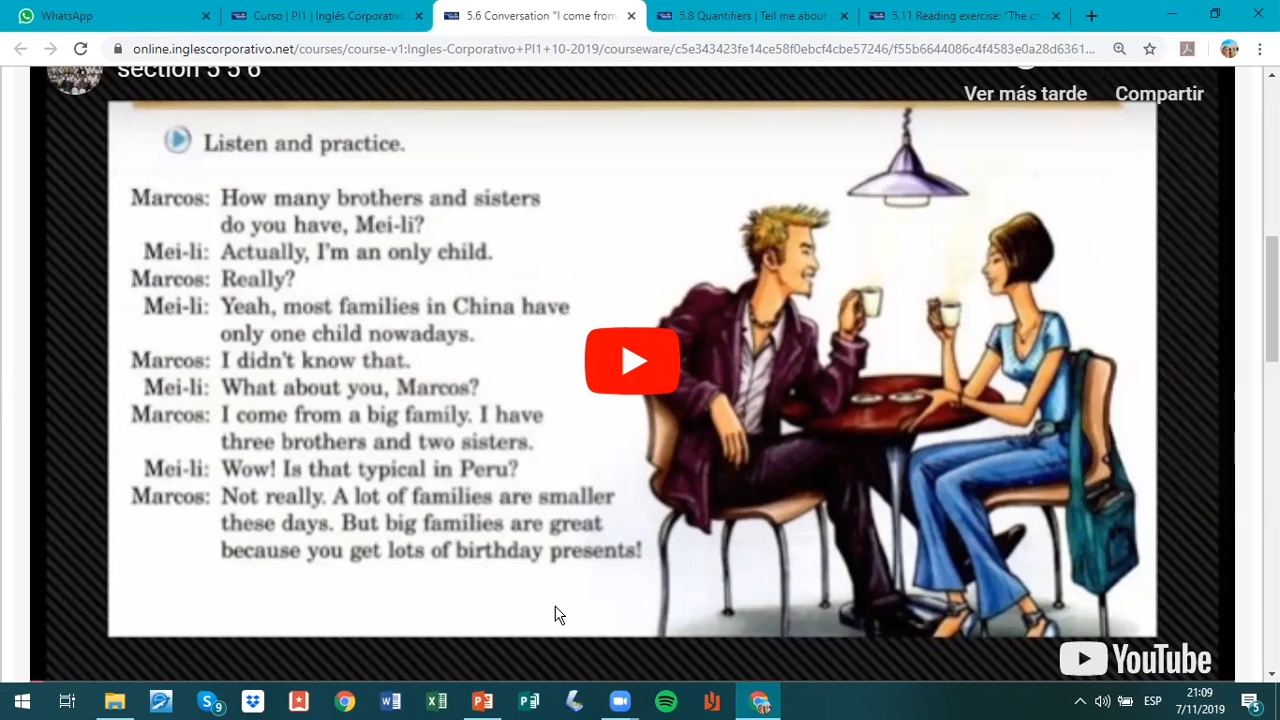 WhatsApp
Curso | PI1 | Inglés Corporativo
5.6 Conversation "I come from
5.8 Quantifiers | Tell me about
5.11 Reading exercise: "The c
online.inglescorporativo.net/courses/course-v1:Ingles-Corporativo+PI1+10-2019/courseware/c5e343423fe14ce58f0ebf4cbe57246/f55b6644086c4f4583e0a28d6361...
section 5 5 6
Ver más tarde
Compartir
Listen and practice.
Marcos: How many brothers and sisters
do you have, Mei-li?
Mei-li: Actually, I'm an only child.
Marcos: Really?
Mei-li: Yeah, most families in China have
only one child nowadays.
Marcos: I didn't know that.
Mei-li: What about you, Marcos?
Marcos: I come from a big family. I have
three brothers and two sisters.
Mei-li: Wow! Is that typical in Peru?
Marcos: Not really. A lot of families are smaller
these days. But big families are great
because you get lots of birthday presents!
YouTube
9
ESP
21:09
7/11/2019
5